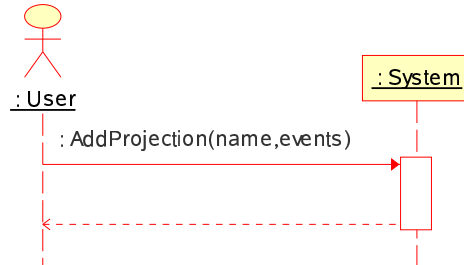 : System
: User
: AddProjection(name,events)